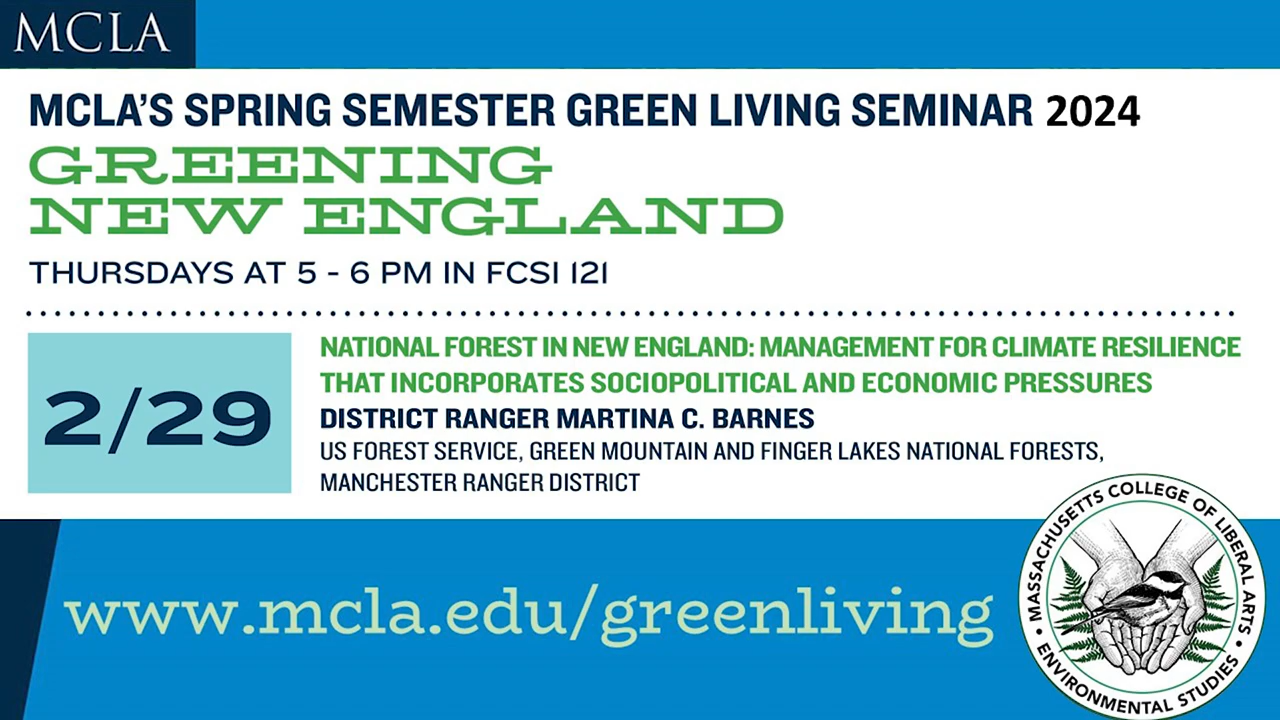 MCLA
MCLA'S SPRING SEMESTER GREEN LIVING SEMINAR 2024
GREENING
NEW ENGLAND
THURSDAYS AT 5 - 6 PM IN FCSI 121
2/29
NATIONAL FOREST IN NEW ENGLAND: MANAGEMENT FOR CLIMATE RESILIENCE
THAT INCORPORATES SOCIOPOLITICAL AND ECONOMIC PRESSURES
DISTRICT RANGER MARTINA C. BARNES
US FOREST SERVICE, GREEN MOUNTAIN AND FINGER LAKES NATIONAL FORESTS,
MANCHESTER RANGER DISTRICT
www.mcla.edu/greenliving
MASSACHUSETTS COLLEGE OF LIBERAL ARTS •
ENVIRONMENTAL STUDIES •